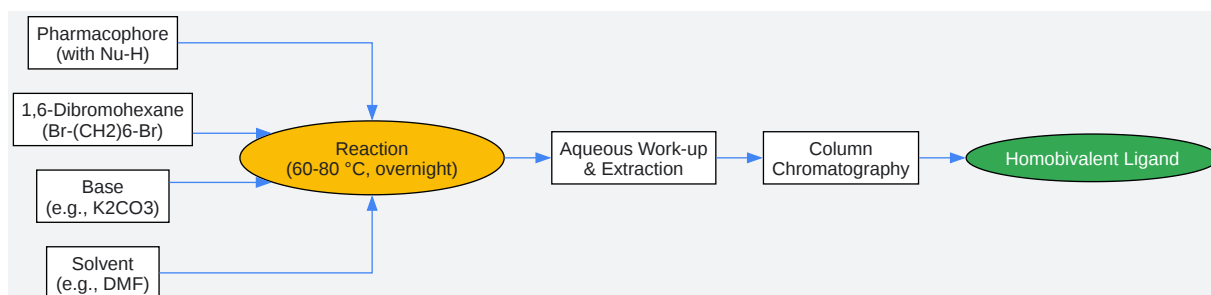 Pharmacophore
(with Nu-H)
1,6-Dibromohexane
(Br-(CH2)6-Br)
Base
(e.g., K2CO3)
Solvent
(e.g., DMF)
Reaction
(60-80 °C, overnight)
Aqueous Work-up
& Extraction
Column
Chromatography
Homobivalent Ligand